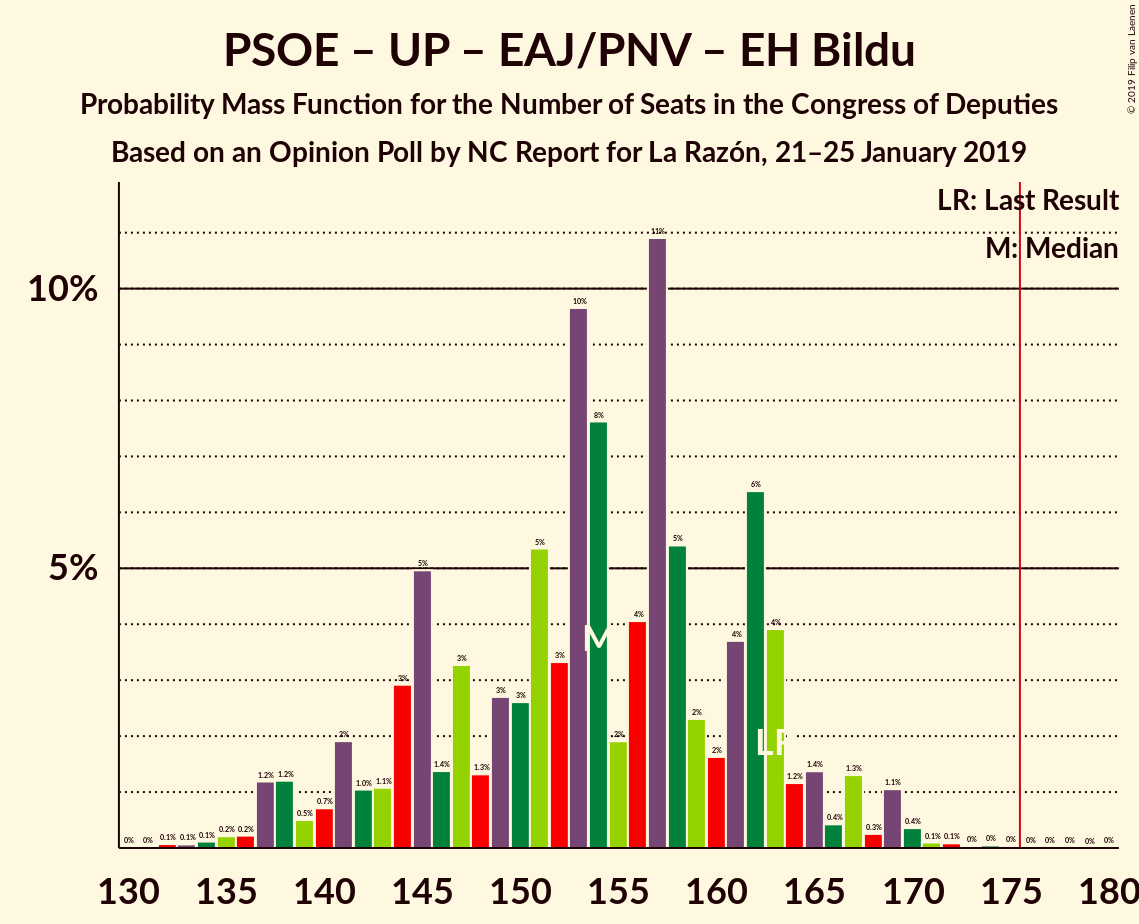 PSOE – UP – EAJ/PNV – EH Bildu
Probability Mass Function for the Number of Seats in the Congress of Deputies
Based on an Opinion Poll by NC Report for La Razón, 21–25 January 2019
© 2019 Filip van Laenen
LR: Last Result
M: Median
10%
5%
0% 0% 0.1% 0.1% 0.1% 0.2% 0.2% 1.2% 1.2% 0.5% 0.7% 2% 1.0% 1.1% 3% 5% 1.4% 3% 1.3% 3% 3% 5% 3% 10% 8% 2% 4% 11% 5% 2% 2% 4% 6% 4% 1.2% 1.4% 0.4% 1.3% 0.3% 1.1% 0.4% 0.1% 0.1% 0% 0% 0% 0% 0% 0% 0% 0%
M
LR
130 135 140 145 150 155 160 165 170 175 180